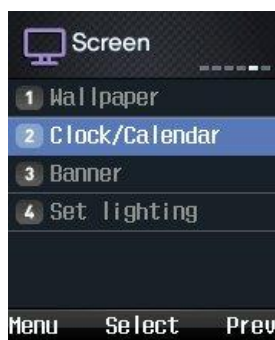 Screen
1 Wallpaper
2 Clock/Calendar
3 Banner
4 Set lighting
Menu Select Prev